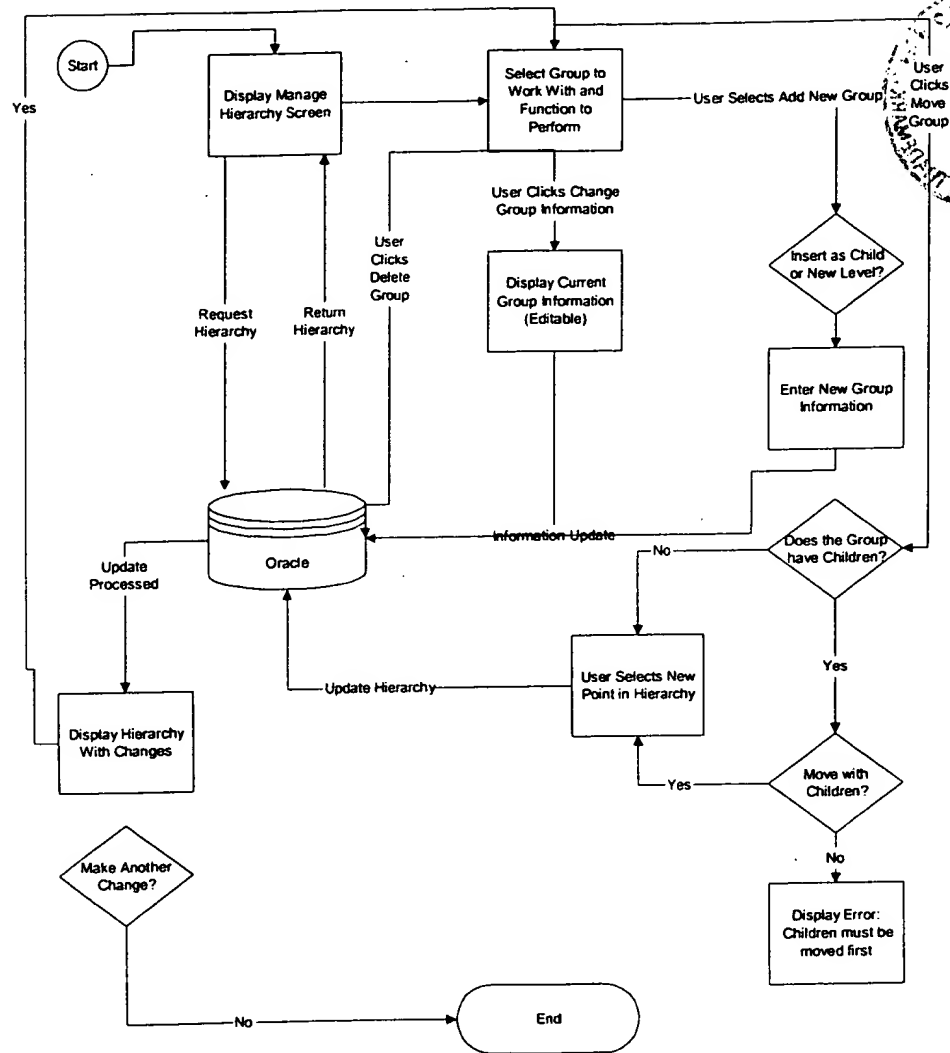 Start
Display Manage
Hierarchy Screen
Select Group to
Work With and
Function to
Perform
User Selects Add New Group
User
Clicks
Move
Group
Yes
User Clicks Change
Group Information
User
Clicks
Delete
Group
Insert as Child
or New Level?
Display Current
Group Information
(Editable)
Request
Hierarchy
Return
Hierarchy
Enter New Group
Information
Oracle
Information Update
Does the Group
have Children?
No
Update
Processed
Yes
User Selects New
Point in Hierarchy
Update Hierarchy
Display Hierarchy
With Changes
Move with
Children?
Yes
No
Make Another
Change?
Display Error:
Children must be
moved first
No
End